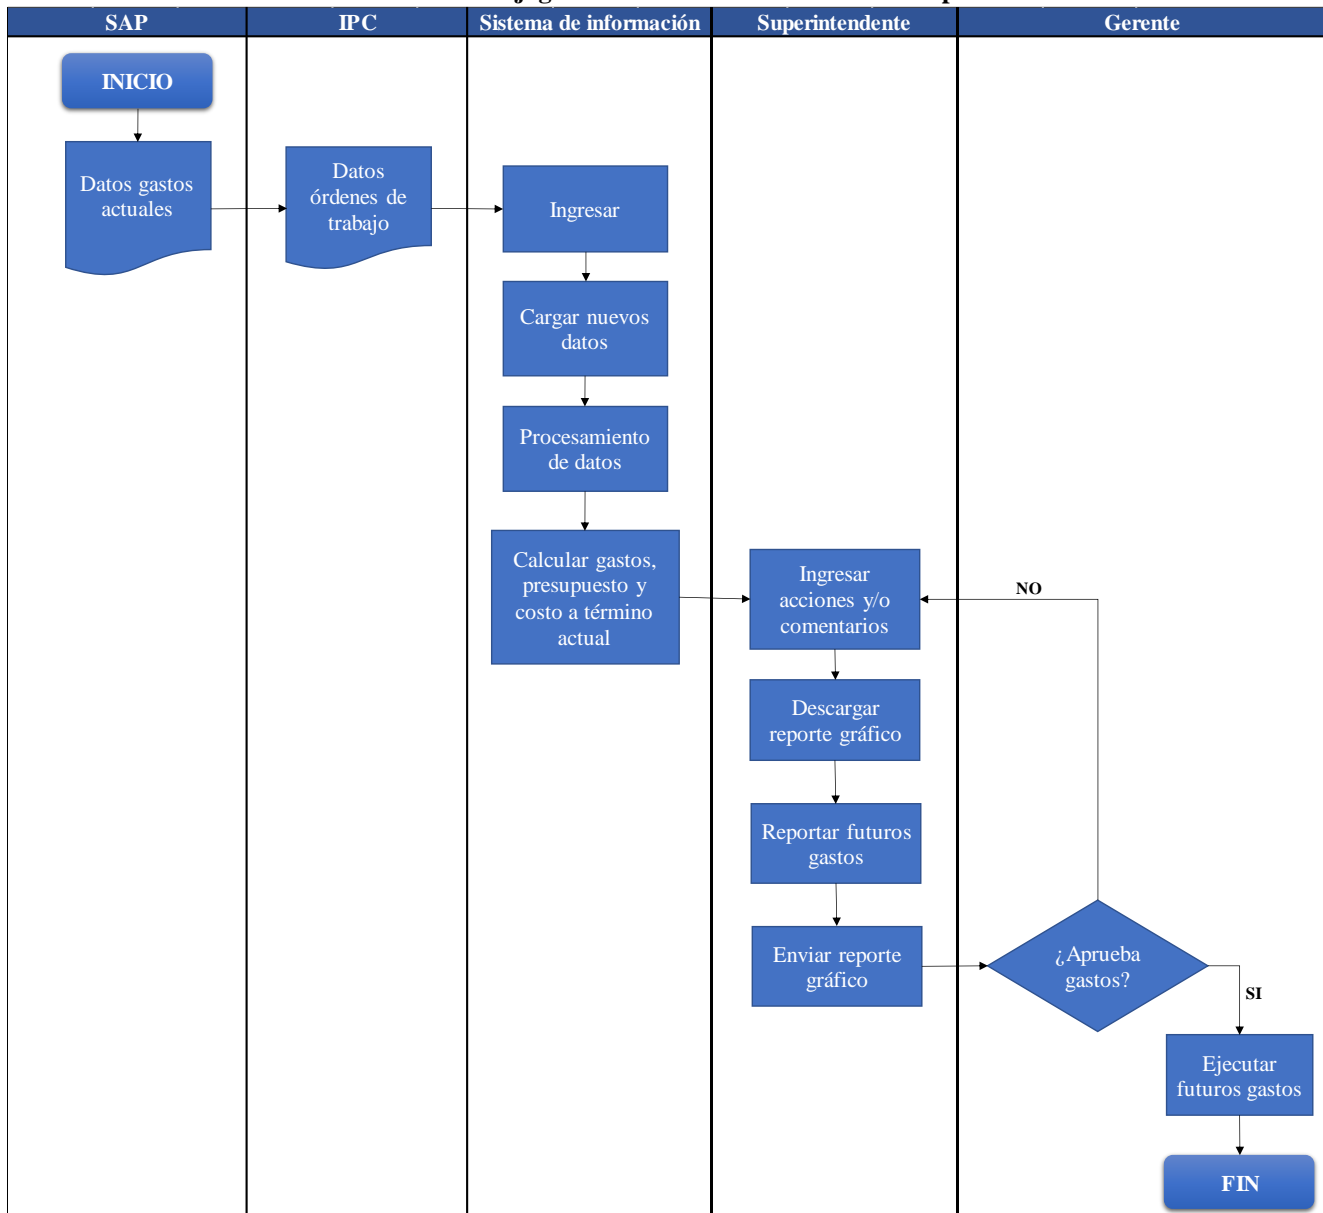 SAP
IPC
Sistema de información
Superintendente
Gerente
INICIO
Datos gastos
actuales
Datos
órdenes de
trabajo
Ingresar
Cargar nuevos
datos
Procesamiento
de datos
Calcular gastos,
presupuesto y
costo a término
actual
Ingresar
acciones y/o
comentarios
NO
Descargar
reporte gráfico
Reportar futuros
gastos
Enviar reporte
gráfico
¿Aprueba
gastos?
SI
Ejecutar
futuros gastos
FIN